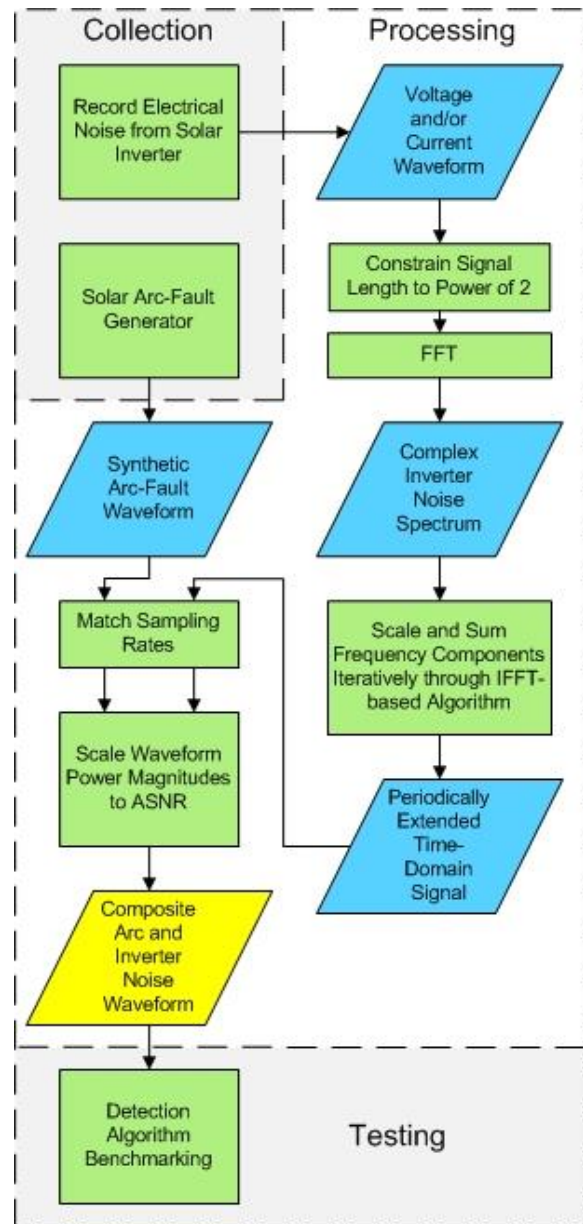 Collection
Processing
Record Electrical
Noise from Solar
Inverter
Voltage
and/or
Current
Waveform
Solar Arc-Fault
Generator
Constrain Signal
Length to Power of 2
FFT
Synthetic
Arc-Fault
Waveform
Complex
Inverter
Noise
Spectrum
Match Sampling
Rates
Scale and Sum
Frequency Components
Iteratively through IFFT-
based Algorithm
Scale Waveform
Power Magnitudes
to ASNR
Periodically
Extended
Time-
Domain
Signal
Composite
Arc and
Inverter
Noise
Waveform
Detection
Algorithm
Benchmarking
Testing